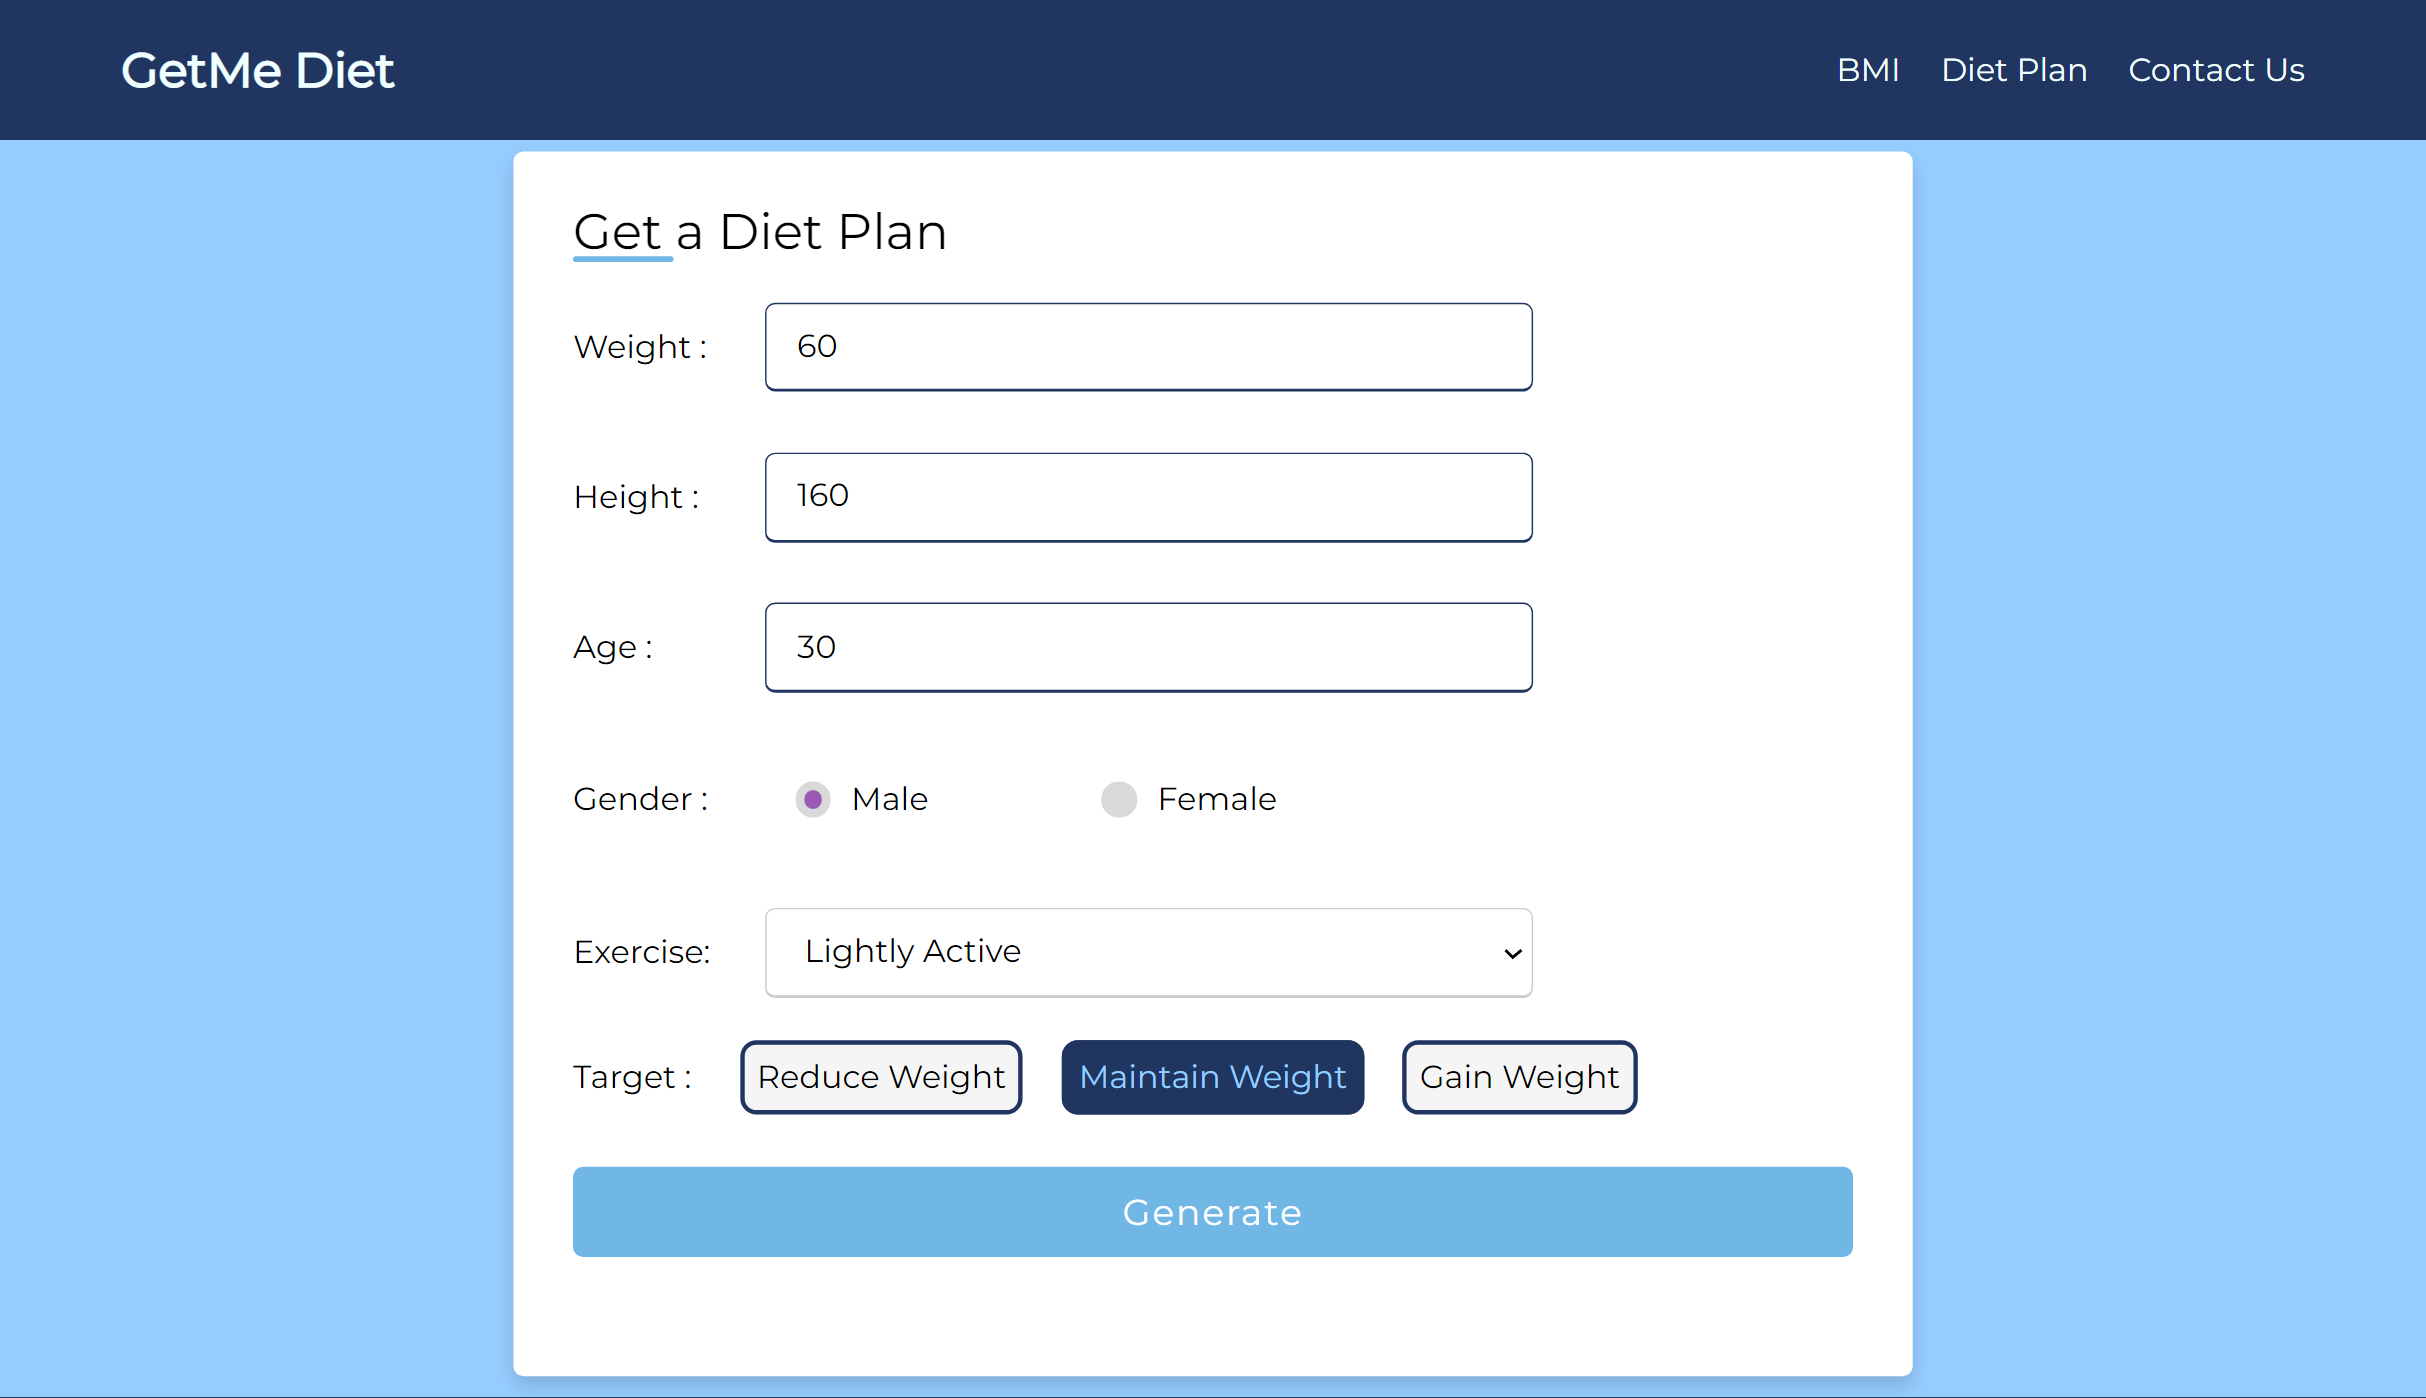 GetMe Diet BMI Diet Plan Contact Us
Get a Diet Plan
Weight : 60
Height : 160
Age : 30
Gender : Male Female
Exercise: Lightly Active
Target : Reduce Weight Maintain Weight Gain Weight
Generate